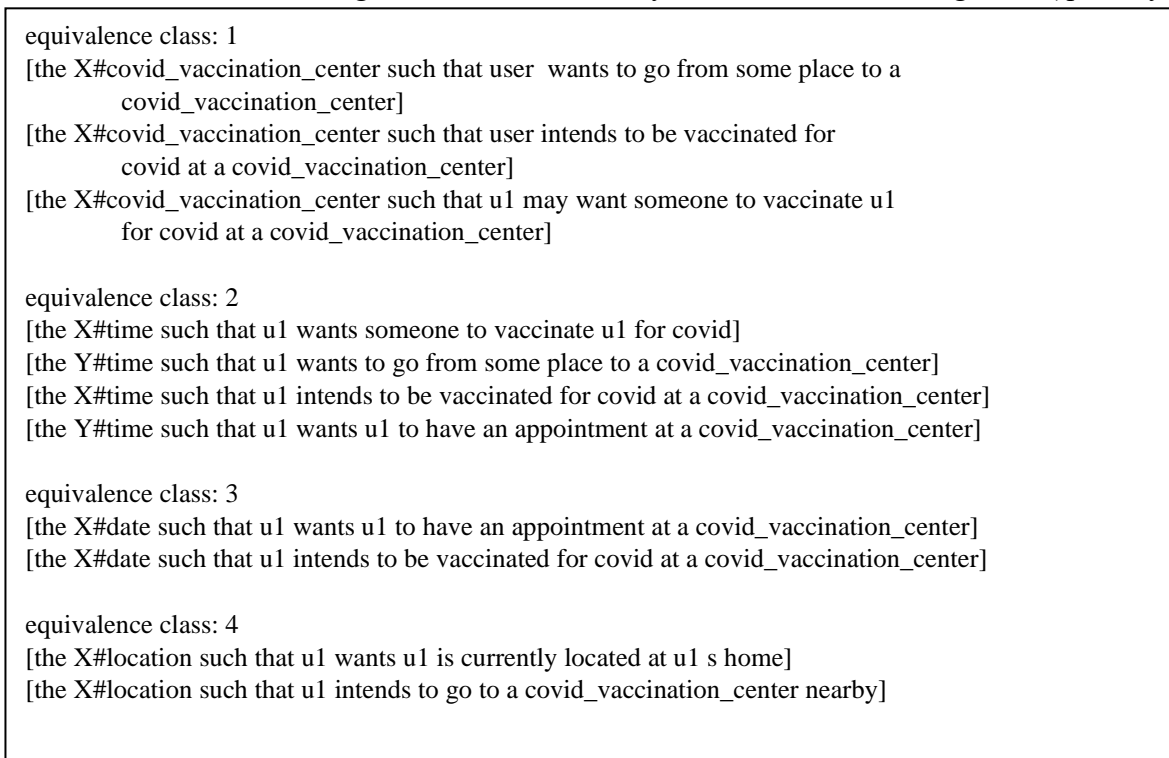 equivalence class: 1
[the X#covid_vaccination_center such that user  wants to go from some place to a
covid_vaccination_center]
[the X#covid_vaccination_center such that user intends to be vaccinated for
covid at a covid_vaccination_center]
[the X#covid_vaccination_center such that u1 may want someone to vaccinate u1
for covid at a covid_vaccination_center]
equivalence class: 2
[the X#time such that u1 wants someone to vaccinate u1 for covid]
[the Y#time such that u1 wants to go from some place to a covid_vaccination_center]
[the X#time such that u1 intends to be vaccinated for covid at a covid_vaccination_center]
[the Y#time such that u1 wants u1 to have an appointment at a covid_vaccination_center]
equivalence class: 3
[the X#date such that u1 wants u1 to have an appointment at a covid_vaccination_center]
[the X#date such that u1 intends to be vaccinated for covid at a covid_vaccination_center]
equivalence class: 4
[the X#location such that u1 wants u1 is currently located at u1 s home]
[the X#location such that u1 intends to go to a covid_vaccination_center nearby]